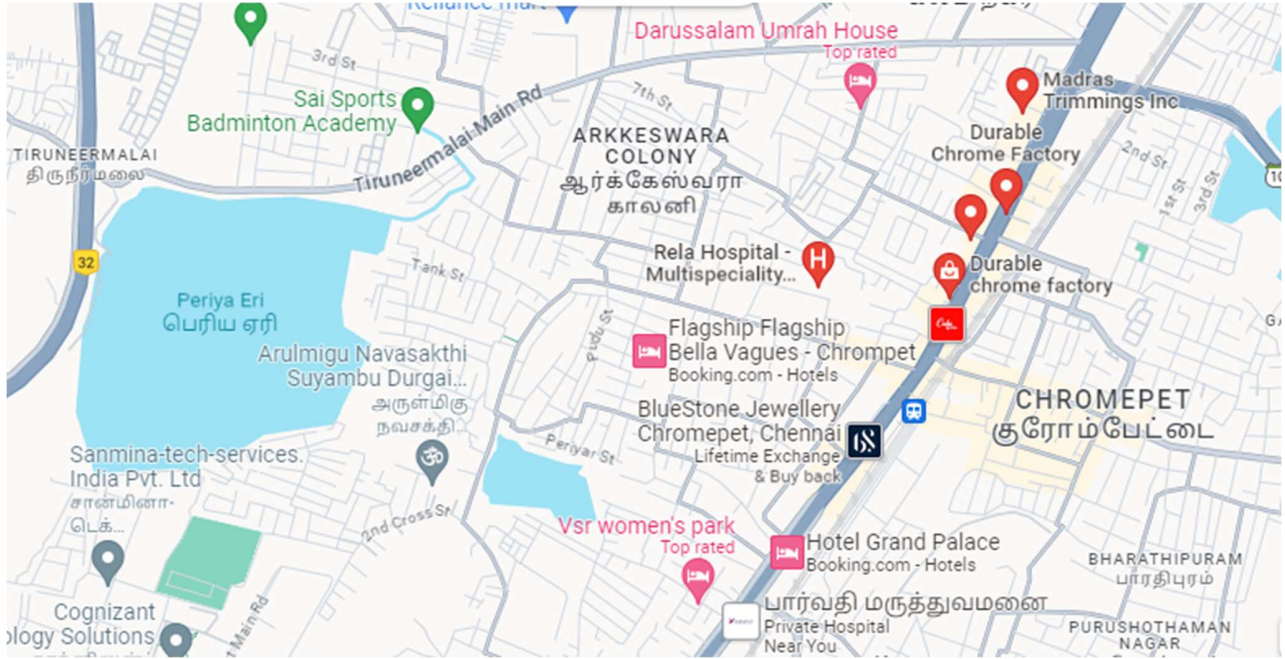 Reliance mart
Darussalam Umrah House
Top rated
3rd St
Sai Sports
Badminton Academy
7th St
Madras
Trimmings Inc
Tiruneermalai Main Rd
ARKKESWARA
COLONY
ஆர்க்கேஸ்வரா
காலனி
Durable
Chrome Factory
2nd St
TIRUNEERMALAI
திருநீர்மலை
1st St
3rd St
32
Tank St
Rela Hospital -
Multispeciality...
H
Durable
chrome factory
Periya Eri
பெரிய ஏரி
Pudu St
Flagship Flagship
Bella Vagues - Chrompet
Booking.com - Hotels
Arulmigu Navasakthi
Suyambu Durgai...
அருள்மிகு
நவசக்தி...
BlueStone Jewellery
Chromepet, Chennai
Lifetime Exchange
& Buy back
CHROMEPET
குரோம்பேட்டை
Periyar St
Sanmina-tech-services.
India Pvt. Ltd
சான்மினா-
டெக்...
2nd Cross St
Vsr women's park
Top rated
Hotel Grand Palace
Booking.com - Hotels
BHARATHIPURAM
பாரதிபுரம்
பார்வதி மருத்துவமனை
Private Hospital
Near You
Cognizant
ology Solutions
t Main Rd
PURUSHOTHAMAN
NAGAR